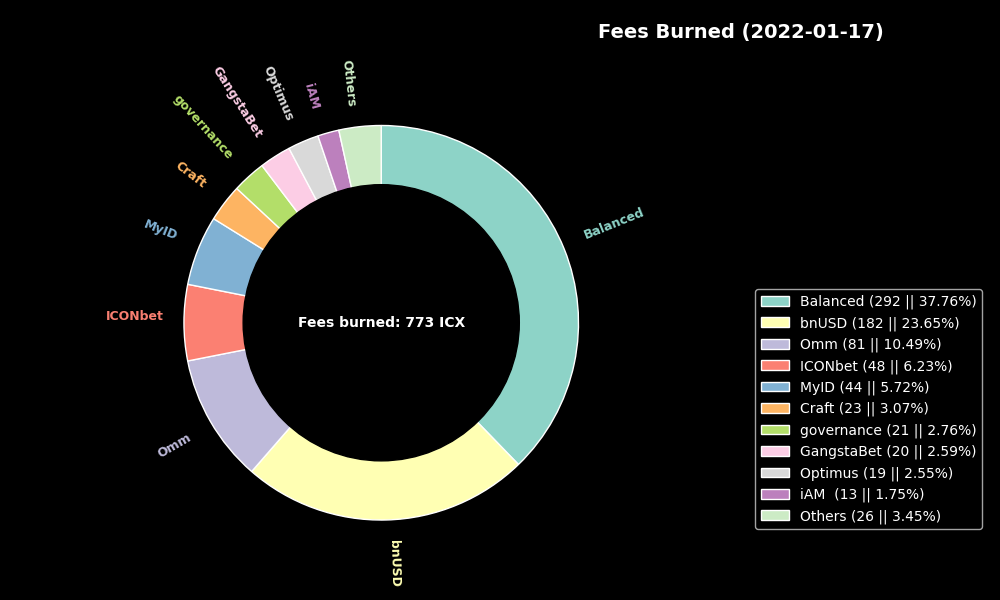 Fees Burned (2022-01-17)
Others
iAM
Optimus
GangstaBet
governance
Craft
MyID
Balanced
ICONbet
Fees burned: 773 ICX
Omm
bnUSD
Balanced (292 || 37.76%)
bnUSD (182 || 23.65%)
Omm (81 || 10.49%)
ICONbet (48 || 6.23%)
MyID (44 || 5.72%)
Craft (23 || 3.07%)
governance (21 || 2.76%)
GangstaBet (20 || 2.59%)
Optimus (19 || 2.55%)
iAM  (13 || 1.75%)
Others (26 || 3.45%)